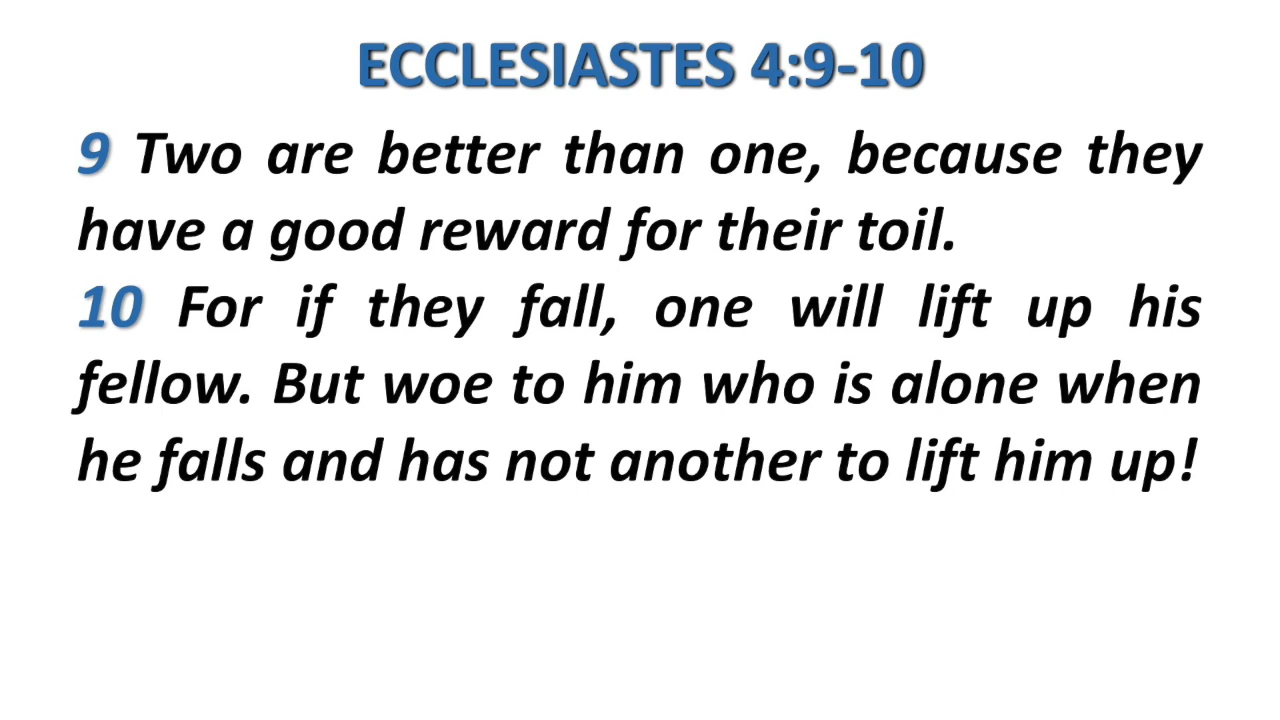 ECCLESIASTES 4:9-10
9 Two are better than one, because they
have a good reward for their toil.
10 For if they fall, one will lift up his
fellow. But woe to him who is alone when
he falls and has not another to lift him up!